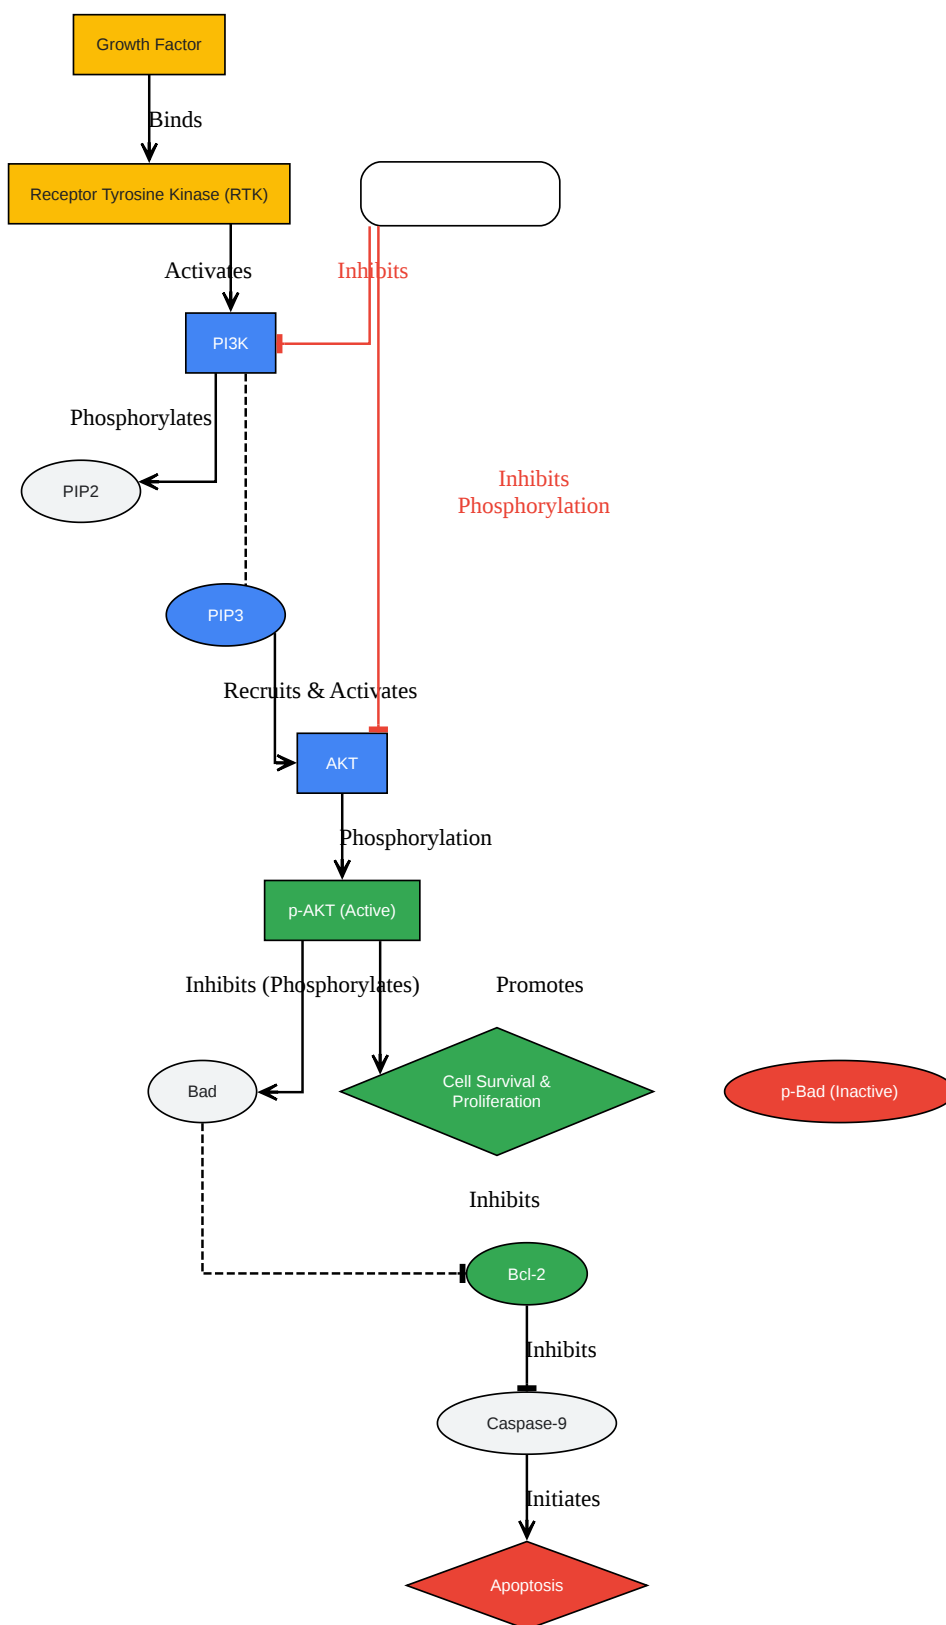 Growth Factor
Binds
Receptor Tyrosine Kinase (RTK)
Activates
Inhibits
PI3K
Phosphorylates
Inhibits
Phosphorylation
PIP2
PIP3
Recruits & Activates
AKT
Phosphorylation
p-AKT (Active)
Inhibits (Phosphorylates)
Promotes
Bad
Cell Survival &
Proliferation
p-Bad (Inactive)
Inhibits
Bcl-2
Inhibits
Caspase-9
Initiates
Apoptosis